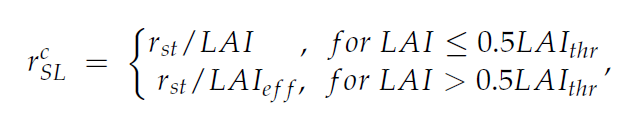 r^c_{SL} = { r_{st}/LAI , for LAI ≤ 0.5LAI_{thr}
r_{st}/LAI_{eff}, for LAI > 0.5LAI_{thr} ,